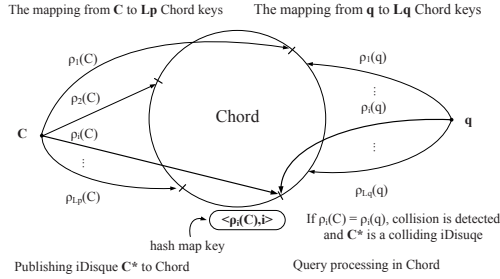 The mapping from C to Lp Chord keys
The mapping from q to Lq Chord keys
ρ1(C)
ρ1(q)
ρ2(C)
⋮
ρi(q)
C
ρi(C)
Chord
q
⋮
⋮
ρLp(C)
ρLq(q)
<ρi(C),i>
If ρi(C) = ρi(q), collision is detected
and C* is a colliding iDisuqe
hash map key
Publishing iDisque C* to Chord
Query processing in Chord